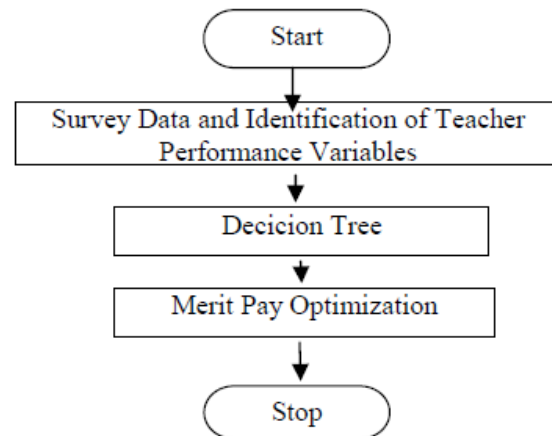 Start
Survey Data and Identification of Teacher
Performance Variables
Decicion Tree
Merit Pay Optimization
Stop